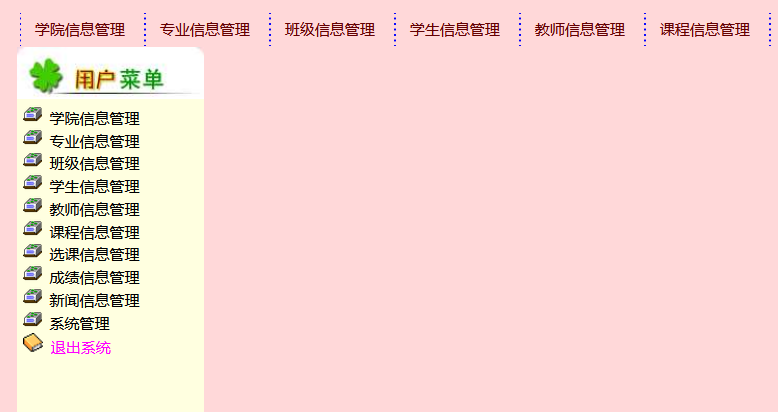 学院信息管理 专业信息管理 班级信息管理 学生信息管理 教师信息管理 课程信息管理
用户菜单
学院信息管理
专业信息管理
班级信息管理
学生信息管理
教师信息管理
课程信息管理
选课信息管理
成绩信息管理
新闻信息管理
系统管理
退出系统